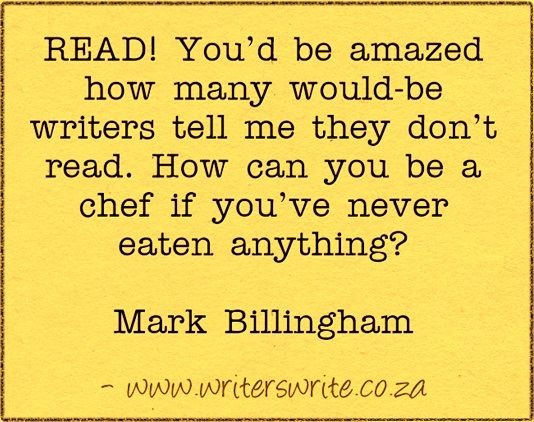 READ! You'd be amazed
how many would-be
writers tell me they don't
read. How can you be a
chef if you've never
eaten anything?
Mark Billingham
- www.writerswrite.co.za